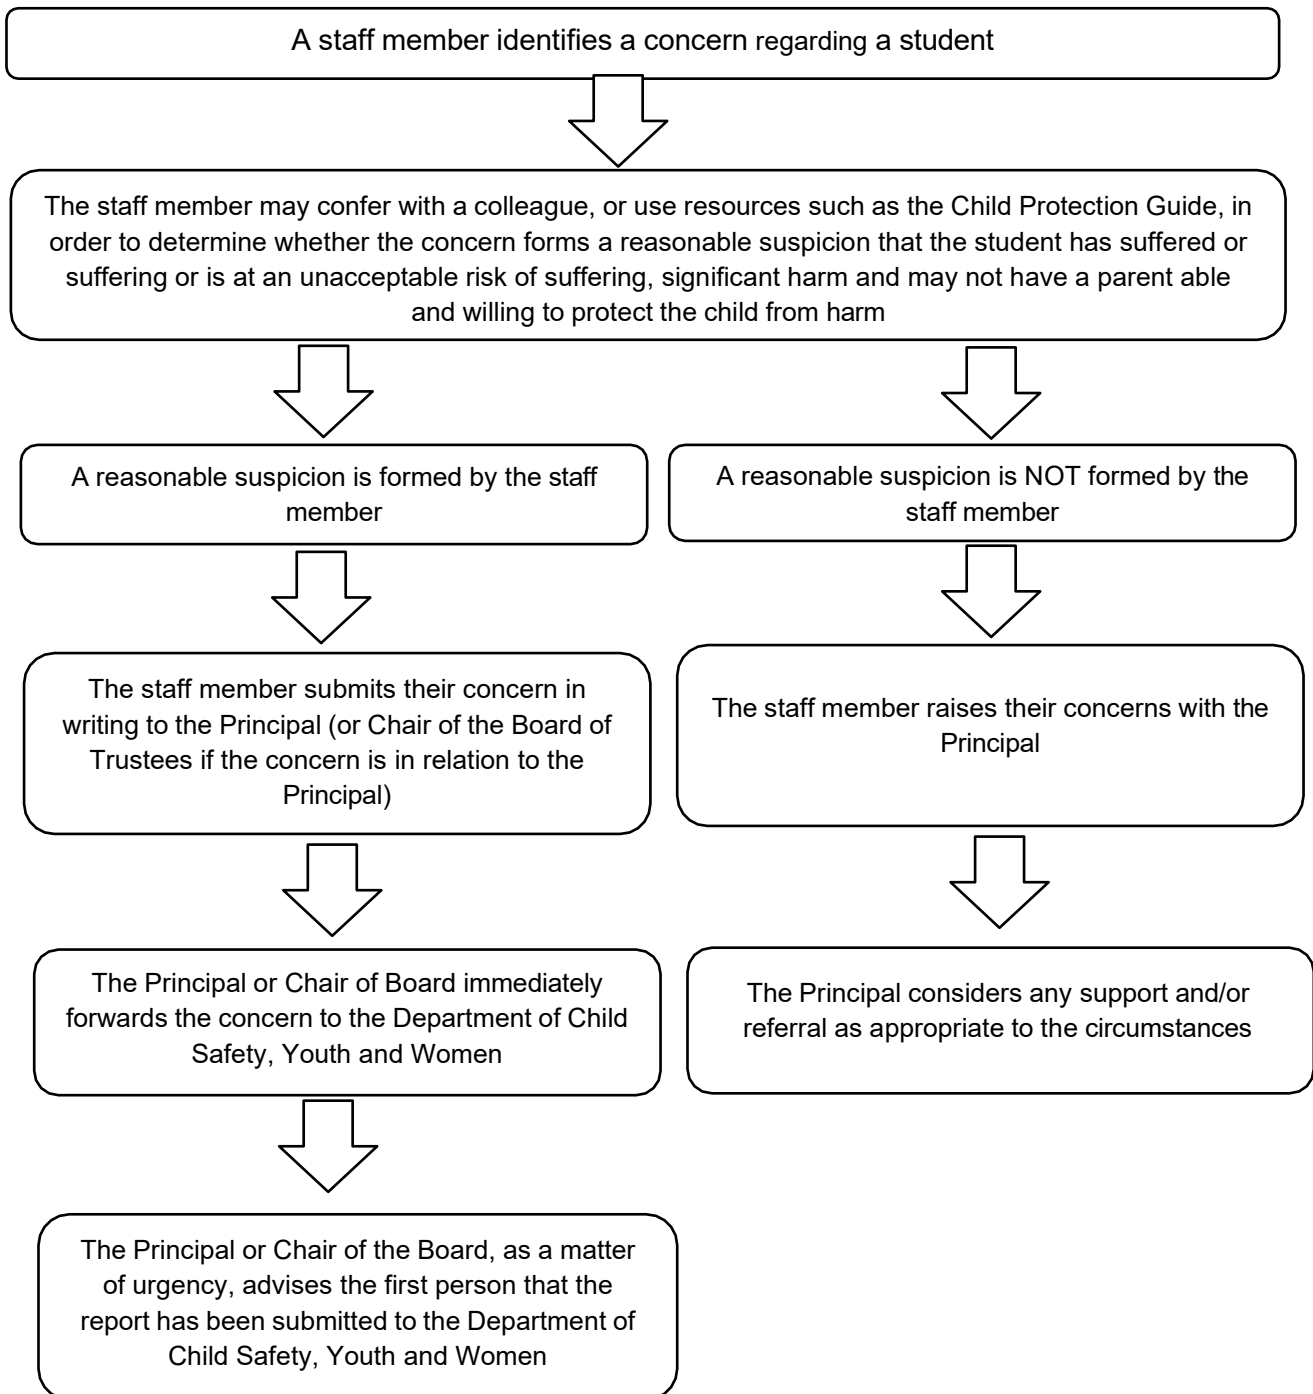 A staff member identifies a concern regarding a student
The staff member may confer with a colleague, or use resources such as the Child Protection Guide, in
order to determine whether the concern forms a reasonable suspicion that the student has suffered or
suffering or is at an unacceptable risk of suffering, significant harm and may not have a parent able
and willing to protect the child from harm
A reasonable suspicion is formed by the staff
member
A reasonable suspicion is NOT formed by the
staff member
The staff member submits their concern in
writing to the Principal (or Chair of the Board of
Trustees if the concern is in relation to the
Principal)
The staff member raises their concerns with the
Principal
The Principal or Chair of Board immediately
forwards the concern to the Department of Child
Safety, Youth and Women
The Principal considers any support and/or
referral as appropriate to the circumstances
The Principal or Chair of the Board, as a matter
of urgency, advises the first person that the
report has been submitted to the Department of
Child Safety, Youth and Women